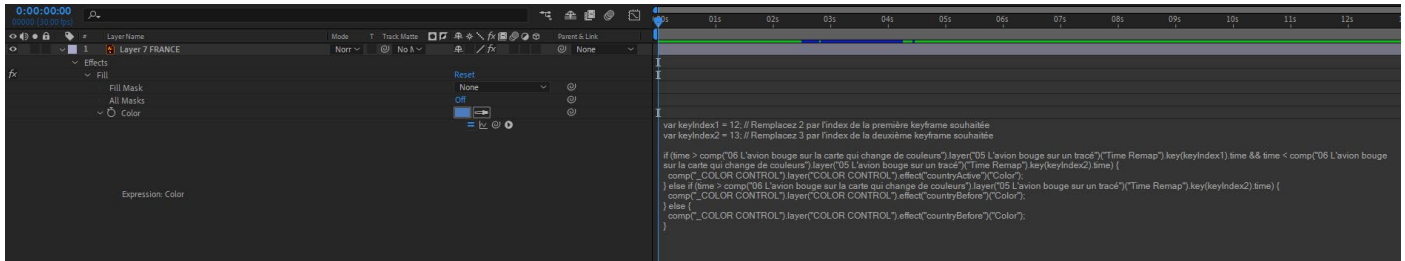 0:00:00:00
00000 (30.00 fps)
00s 01s 02s 03s 04s 05s 06s 07s 08s 09s 10s 11s 12s
# Layer Name Mode T Track Matte Parent & Link
1 Layer 7 FRANCE Norr No M None
Effects
fx Fill Reset
Fill Mask None
All Masks Off
Color
Expression: Color
var keyIndex1 = 12; // Remplacez 2 par l'index de la première keyframe souhaitée
var keyIndex2 = 13; // Remplacez 3 par l'index de la deuxième keyframe souhaitée
if (time > comp("06 L'avion bouge sur la carte qui change de couleurs").layer("05 L'avion bouge sur un tracé")("Time Remap").key(keyIndex1).time && time < comp("06 L'avion bouge
sur la carte qui change de couleurs").layer("05 L'avion bouge sur un tracé")("Time Remap").key(keyIndex2).time) {
comp("_COLOR CONTROL").layer("COLOR CONTROL").effect("countryActive")("Color");
} else if (time > comp("06 L'avion bouge sur la carte qui change de couleurs").layer("05 L'avion bouge sur un tracé")("Time Remap").key(keyIndex2).time) {
comp("_COLOR CONTROL").layer("COLOR CONTROL").effect("countryBefore")("Color");
} else {
comp("_COLOR CONTROL").layer("COLOR CONTROL").effect("countryBefore")("Color");
}